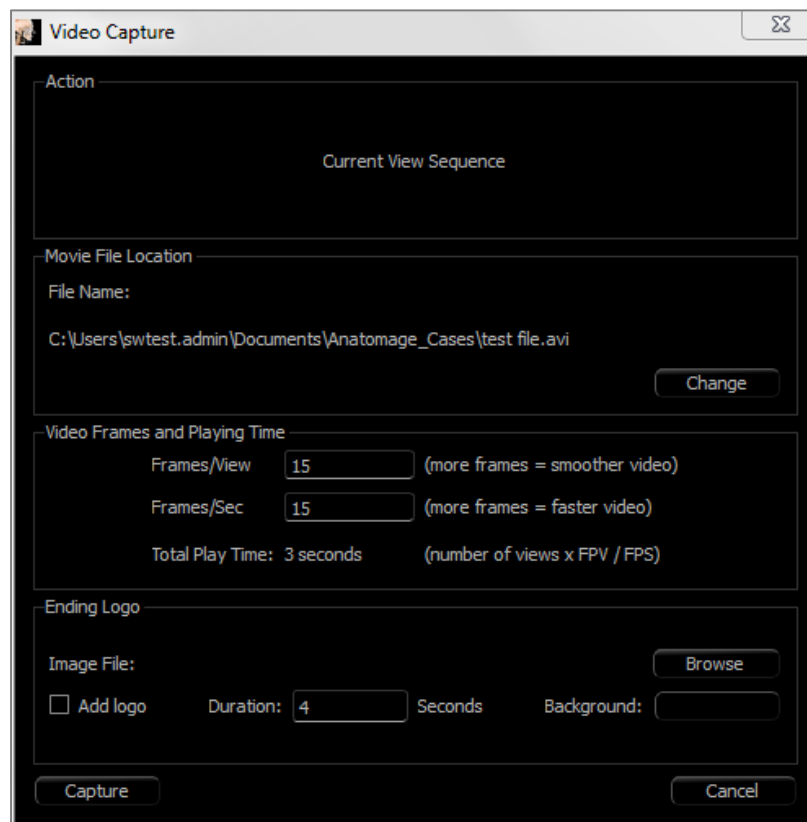 Video Capture
Action
Current View Sequence
Movie File Location
File Name:
C:\Users\swtest.admin\Documents\Anatomage_Cases\test file.avi
Change
Video Frames and Playing Time
Frames/View 15 (more frames = smoother video)
Frames/Sec 15 (more frames = faster video)
Total Play Time: 3 seconds (number of views x FPV / FPS)
Ending Logo
Image File: Browse
Add logo Duration: 4 Seconds Background:
Capture Cancel